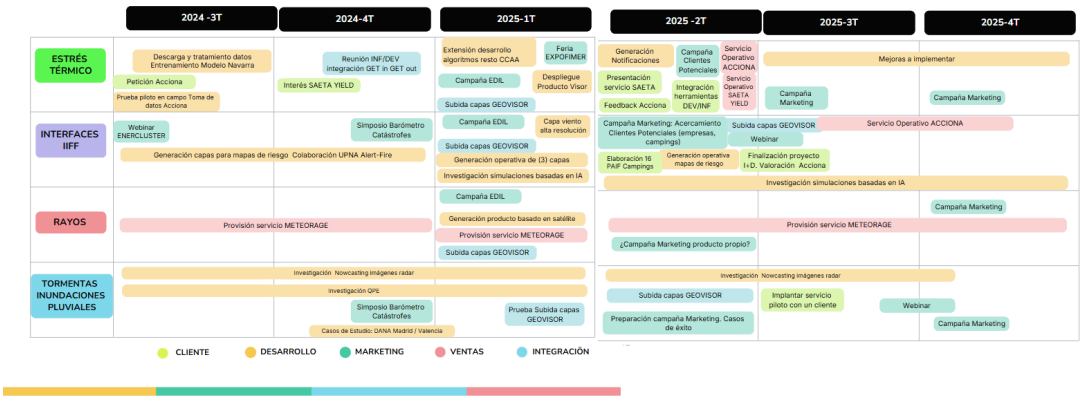 2024 -3T
2024-4T
2025-1T
2025 -2T
2025-3T
2025-4T
ESTRÉS
TÉRMICO
Descarga y tratamiento datos
Entrenamiento Modelo Navarra
Petición Acciona
Prueba piloto en campo Toma de
datos Acciona
Reunión INF/DEV
integración GET in GET out
Interés SAETA YIELD
Extensión desarrollo
algoritmos resto CCAA
Feria
EXPOFIMER
Campaña EDIL
Despliegue
Producto Visor
Subida capas GEOVISOR
Generación
Notificaciones
Campaña
Clientes
Potenciales
Servicio
Operativo
ACCIONA
Presentación
servicio SAETA
Integración
herramientas
DEV/INF
Servicio
Operativo
SAETA
YIELD
Feedback Acciona
Mejoras a implementar
Campaña
Marketing
Campaña Marketing
INTERFACES
IIFF
Webinar
ENERCLUSTER
Simposio Barómetro
Catástrofes
Generación capas para mapas de riesgo Colaboración UPNA Alert-Fire
Campaña EDIL
Capa viento
alta resolución
Subida capas GEOVISOR
Generación operativa de (3) capas
Investigación simulaciones basadas en IA
Campaña Marketing: Acercamiento
Clientes Potenciales (empresas,
campings)
Subida capas GEOVISOR
Servicio Operativo ACCIONA
Webinar
Elaboración 16
PAIF Campings
Generación operativa
mapas de riesgo
Finalización proyecto
I+D. Valoración Acciona
Investigación simulaciones basadas en IA
RAYOS
Provisión servicio METEORAGE
Campaña EDIL
Generación producto basado en satélite
Provisión servicio METEORAGE
Subida capas GEOVISOR
Campaña Marketing
Provisión servicio METEORAGE
¿Campaña Marketing producto propio?
TORMENTAS
INUNDACIONES
PLUVIALES
Investigación Nowcasting imágenes radar
Investigación QPE
Simposio Barómetro
Catástrofes
Prueba Subida capas
GEOVISOR
Casos de Estudio: DANA Madrid / Valencia
Investigación Nowcasting imágenes radar
Subida capas GEOVISOR
Implantar servicio
piloto con un cliente
Webinar
Preparación campaña Marketing. Casos
de éxito
Campaña Marketing
CLIENTE
DESARROLLO
MARKETING
VENTAS
INTEGRACIÖN